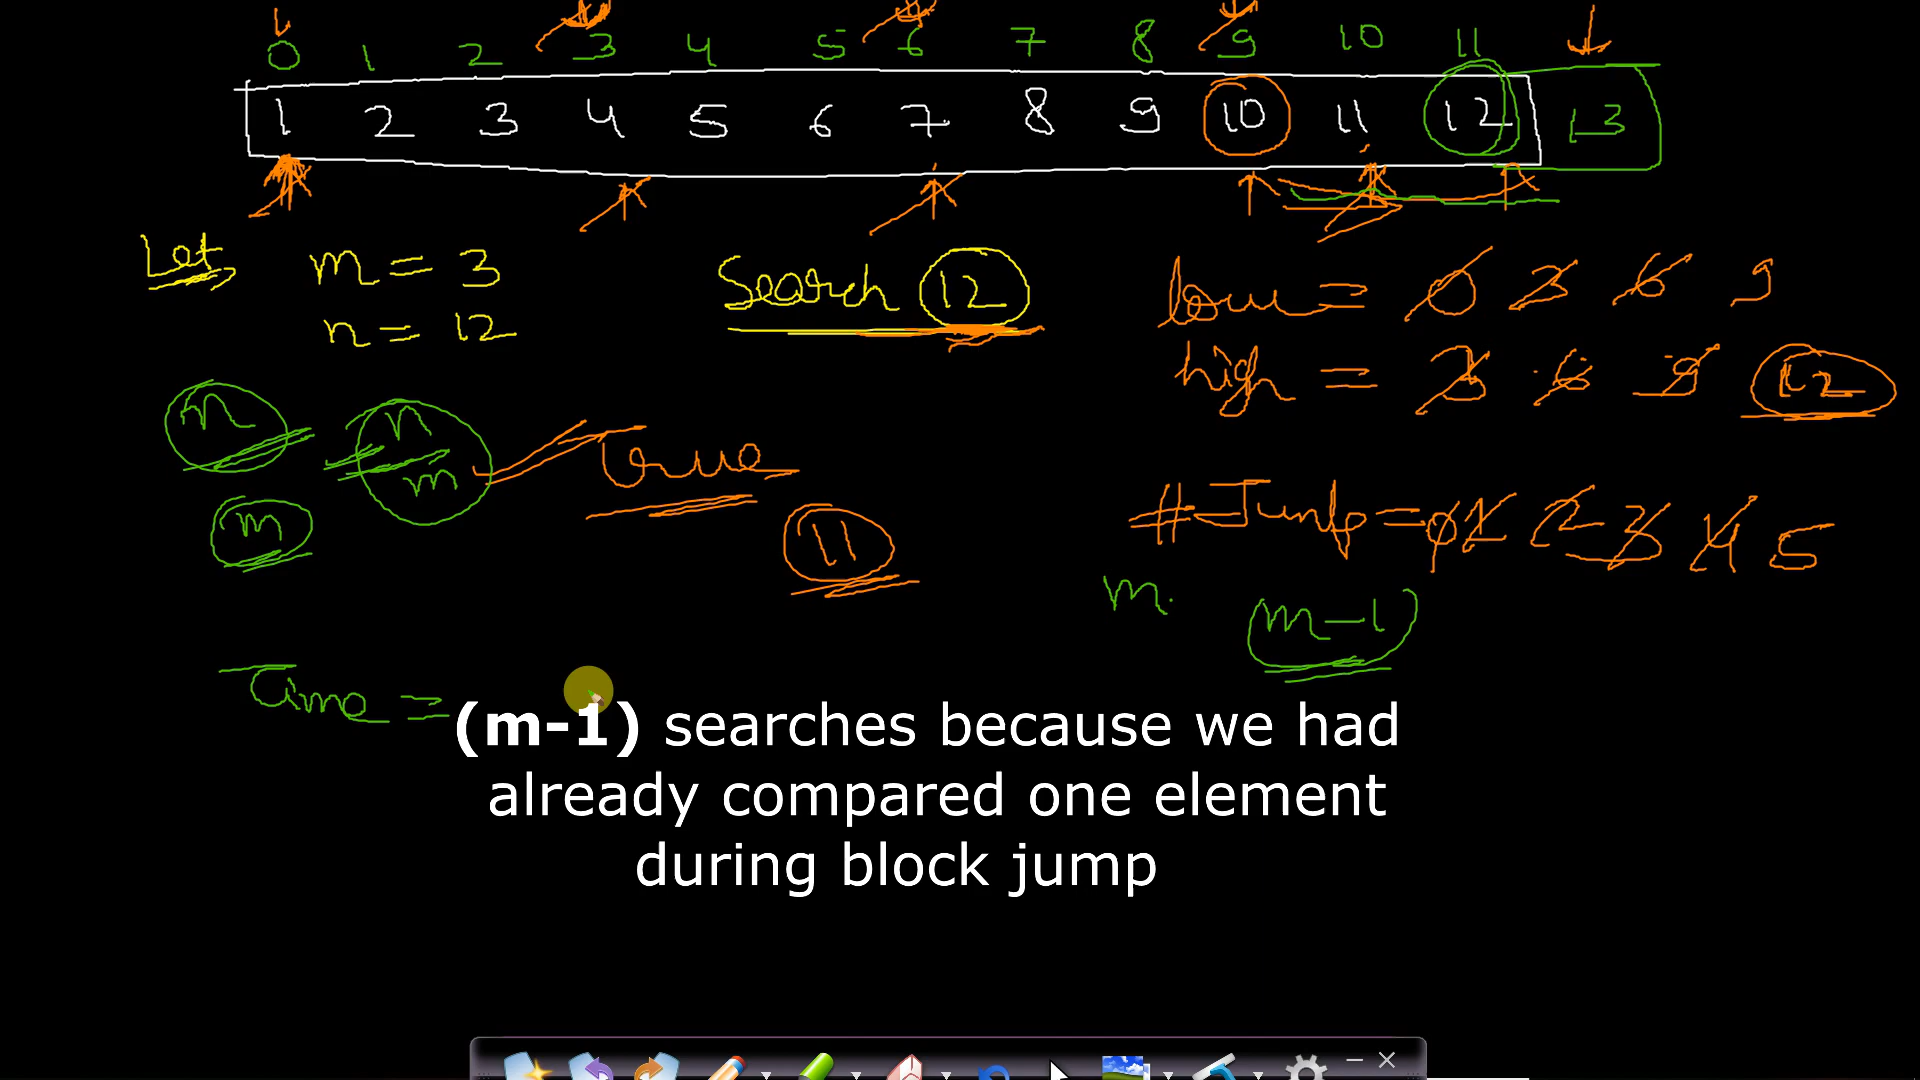 0 1 2 3 4 5 6 7 8 9 10 11
1 2 3 4 5 6 7 8 9 10 11 12 13
Let m = 3
n = 12
Search 12
low = 0 3 6 9
high = 3 6 9 12
n
n
m
m
True
11
#Jump = 0 1 2 3 4 5
m.
(m-1)
Time =
(m-1) searches because we had
already compared one element
during block jump